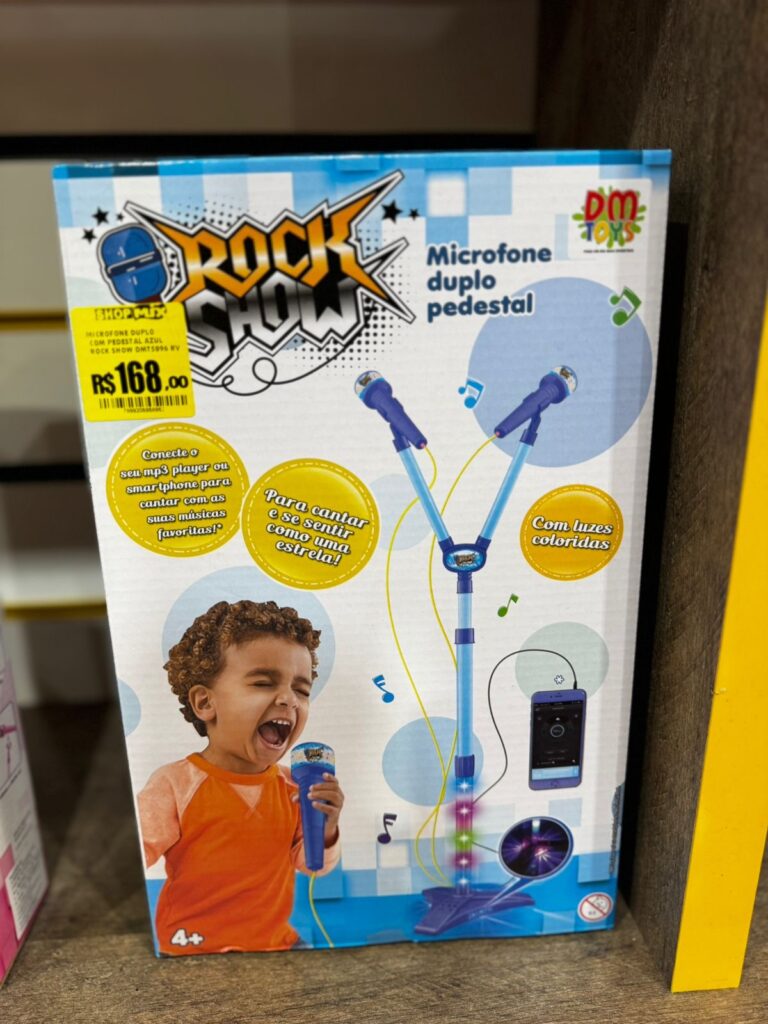 ROCK
SHOW
Microfone
duplo
pedestal
DM
TOYS
SHOP MIX
MICROFONE DUPLO
COM PEDESTAL AZUL
ROCK SHOW DMT5896 RV
R$168,00
Conecte o
seu mp3 player ou
smartphone para
cantar com as
suas músicas
favoritas!*
Para cantar
e se sentir
como uma
estrela!
Com luzes
coloridas
*
4+